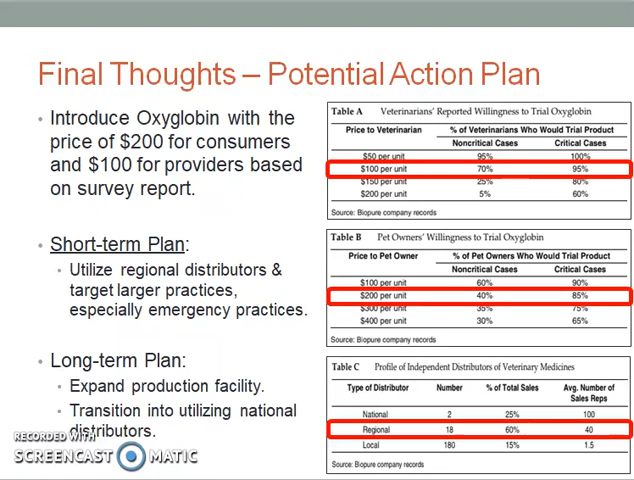 Final Thoughts – Potential Action Plan
• Introduce Oxyglobin with the
price of $200 for consumers
and $100 for providers based
on survey report.
• Short-term Plan:
• Utilize regional distributors &
target larger practices,
especially emergency practices.
• Long-term Plan:
• Expand production facility.
• Transition into utilizing national
distributors.
Table A Veterinarians' Reported Willingness to Trial Oxyglobin
Price to Veterinarian % of Veterinarians Who Would Trial Product
Noncritical Cases Critical Cases
$50 per unit 95% 100%
$100 per unit 70% 95%
$150 per unit 25% 80%
$200 per unit 5% 60%
Source: Biopure company records
Table B Pet Owners' Willingness to Trial Oxyglobin
Price to Pet Owner % of Pet Owners Who Would Trial Product
Noncritical Cases Critical Cases
$100 per unit 60% 90%
$200 per unit 40% 85%
$300 per unit 35% 75%
$400 per unit 30% 65%
Source: Biopure company records
Table C Profile of Independent Distributors of Veterinary Medicines
Type of Distributor Number % of Total Sales Avg. Number of
Sales Reps
National 2 25% 100
Regional 18 60% 40
Local 180 15% 1.5
Source: Biopure company records
RECORDED WITH
SCREENCAST MATIC